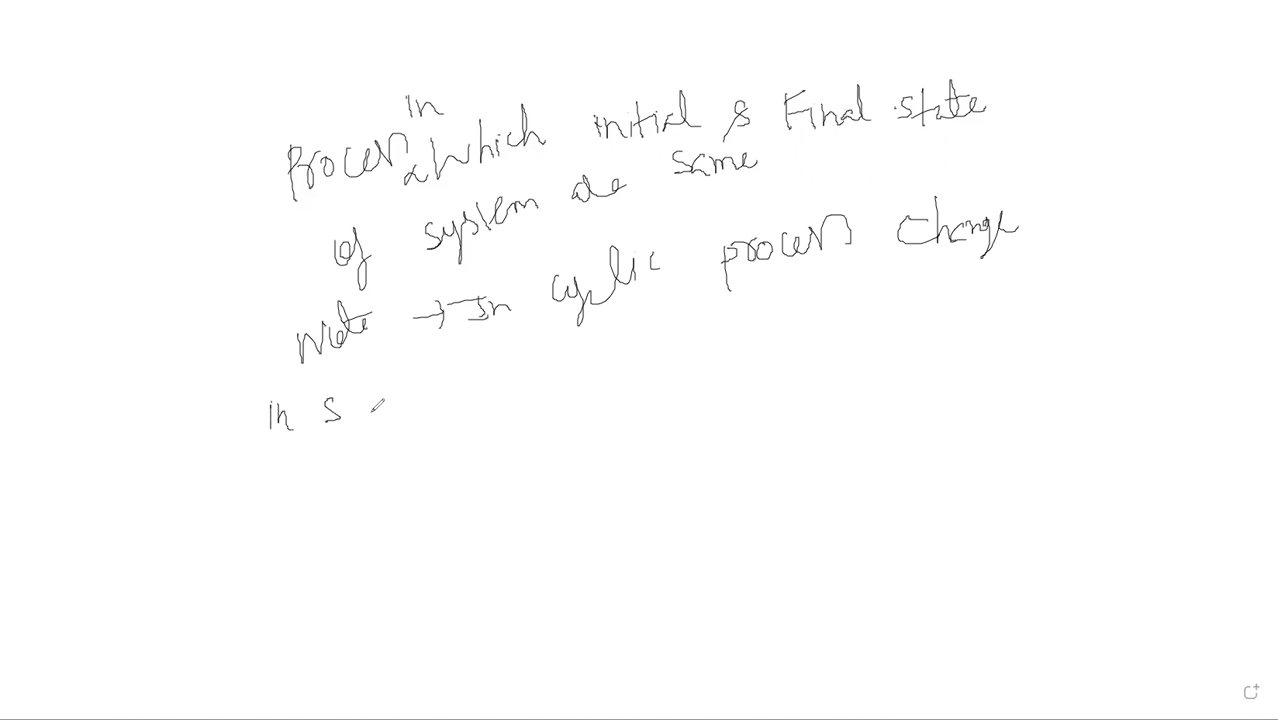 Process in which initial & Final state
of system are same
Note → In cyclic process change
in S